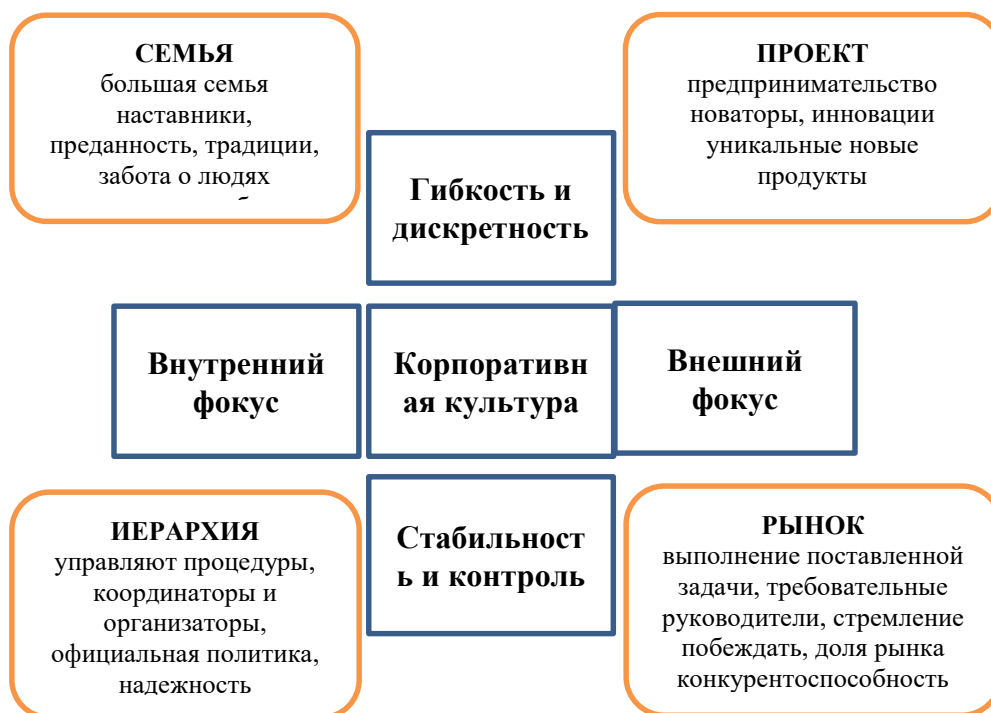 СЕМЬЯ
большая семья
наставники,
преданность, традиции,
забота о людях
ПРОЕКТ
предпринимательство
новаторы, инновации
уникальные новые
продукты
Гибкость и
дискретность
Внутренний
фокус
Корпоративн
ая культура
Внешний
фокус
Стабильност
ь и контроль
ИЕРАРХИЯ
управляют процедуры,
координаторы и
организаторы,
официальная политика,
надежность
РЫНОК
выполнение поставленной
задачи, требовательные
руководители, стремление
побеждать, доля рынка
конкурентоспособность